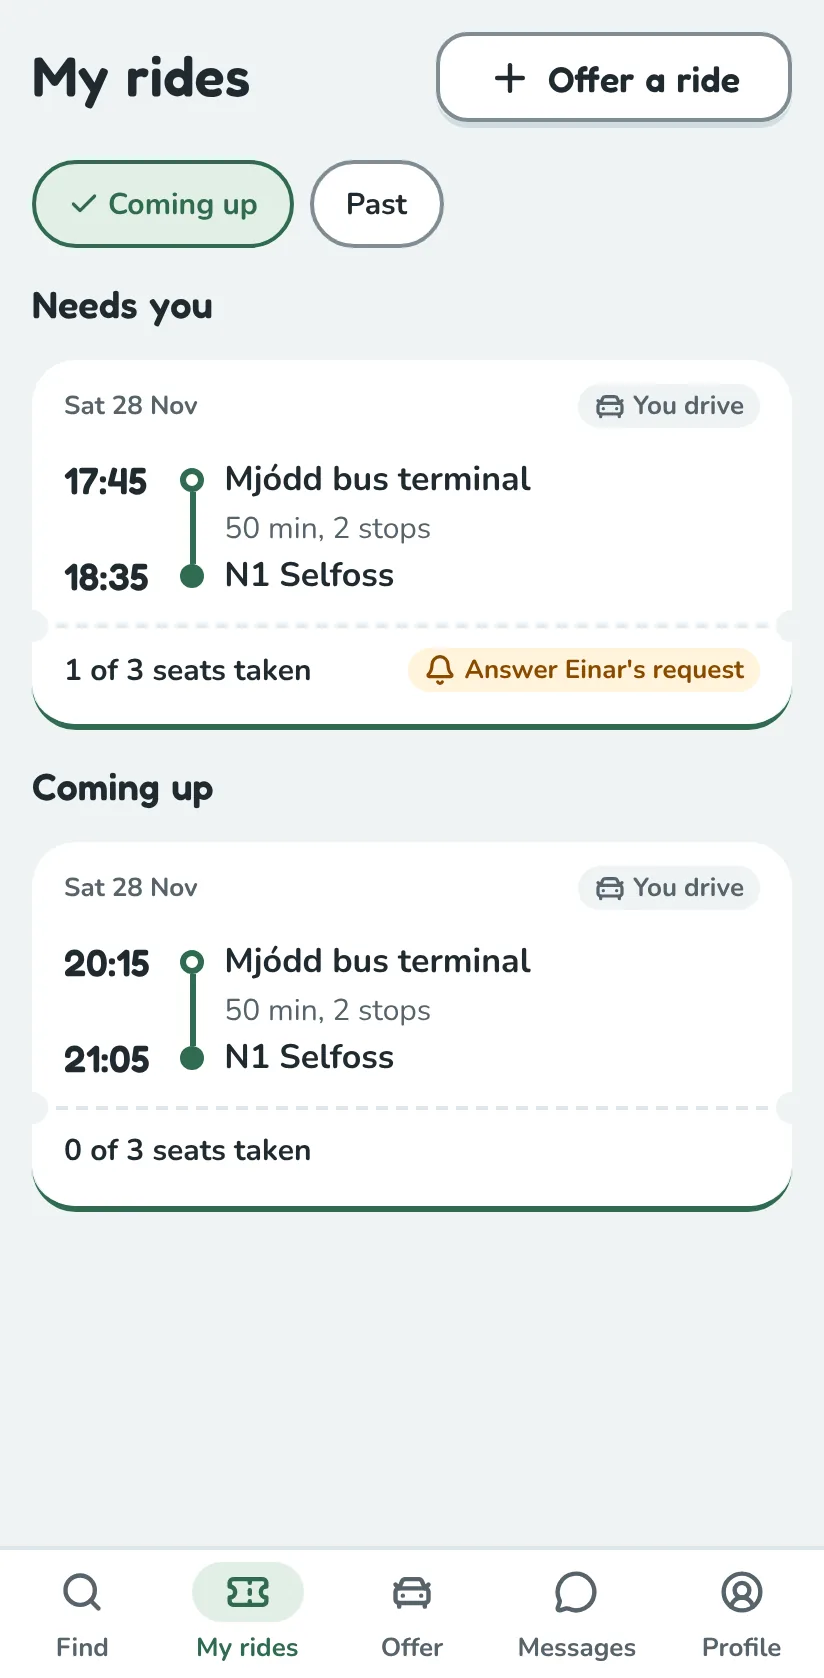 My rides
Offer a ride
Coming up
Past
Needs you
Sat 28 Nov
You drive
17:45
Mjódd bus terminal
50 min, 2 stops
18:35
N1 Selfoss
1 of 3 seats taken
Answer Einar's request
Coming up
Sat 28 Nov
You drive
20:15
Mjódd bus terminal
50 min, 2 stops
21:05
N1 Selfoss
0 of 3 seats taken
Find
My rides
Offer
Messages
Profile